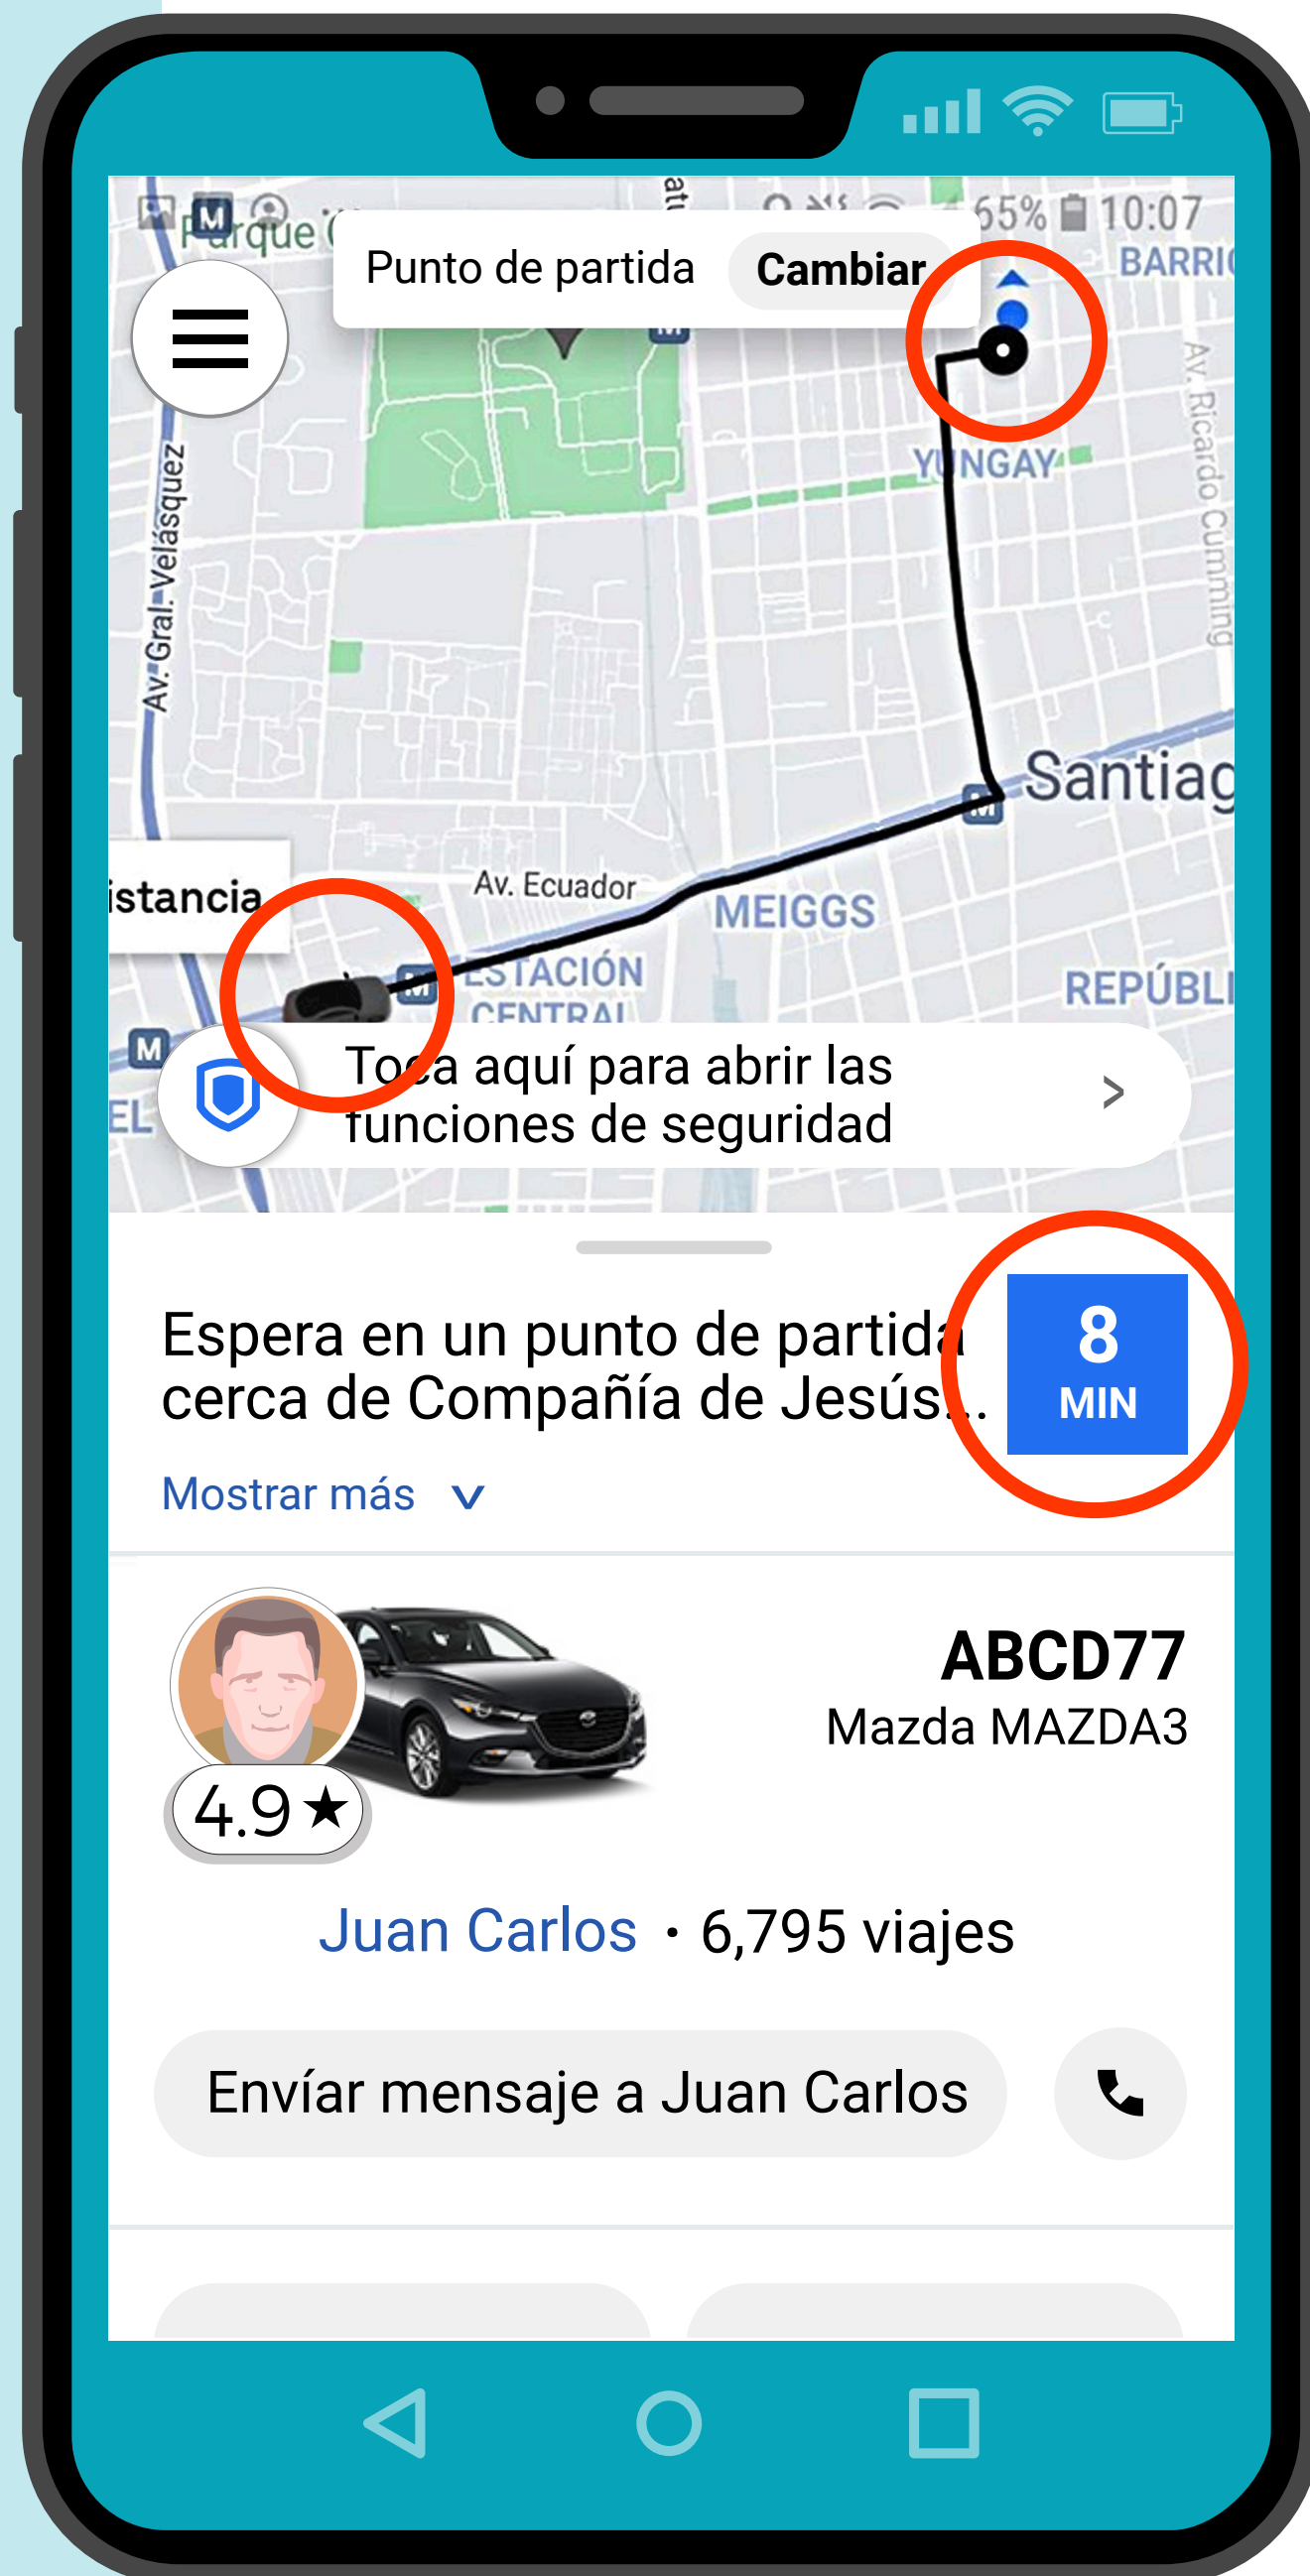 65% 10:07
Parque
Punto de partida Cambiar
BARRIO
YUNGAY
Av. Ricardo Cumming
Av. Gral. Velásquez
Santiag
istancia
Av. Ecuador
MEIGGS
M
ESTACIÓN
CENTRAL
REPÚBLI
M
M
EL
Toca aquí para abrir las
funciones de seguridad
Espera en un punto de partida
cerca de Compañía de Jesús...
8
MIN
Mostrar más
ABCD77
Mazda MAZDA3
4.9 ★
Juan Carlos · 6,795 viajes
Envíar mensaje a Juan Carlos